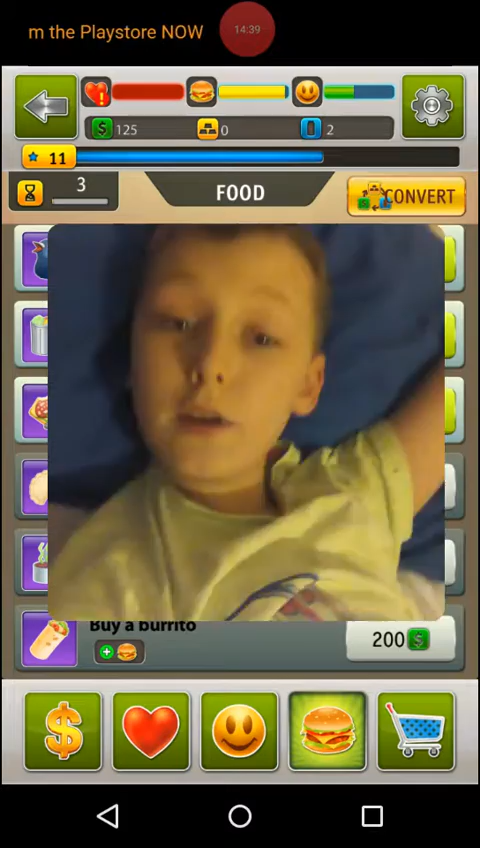 m the Playstore NOW
14:39
125
0
2
11
3
FOOD
CONVERT
Buy a burrito
200